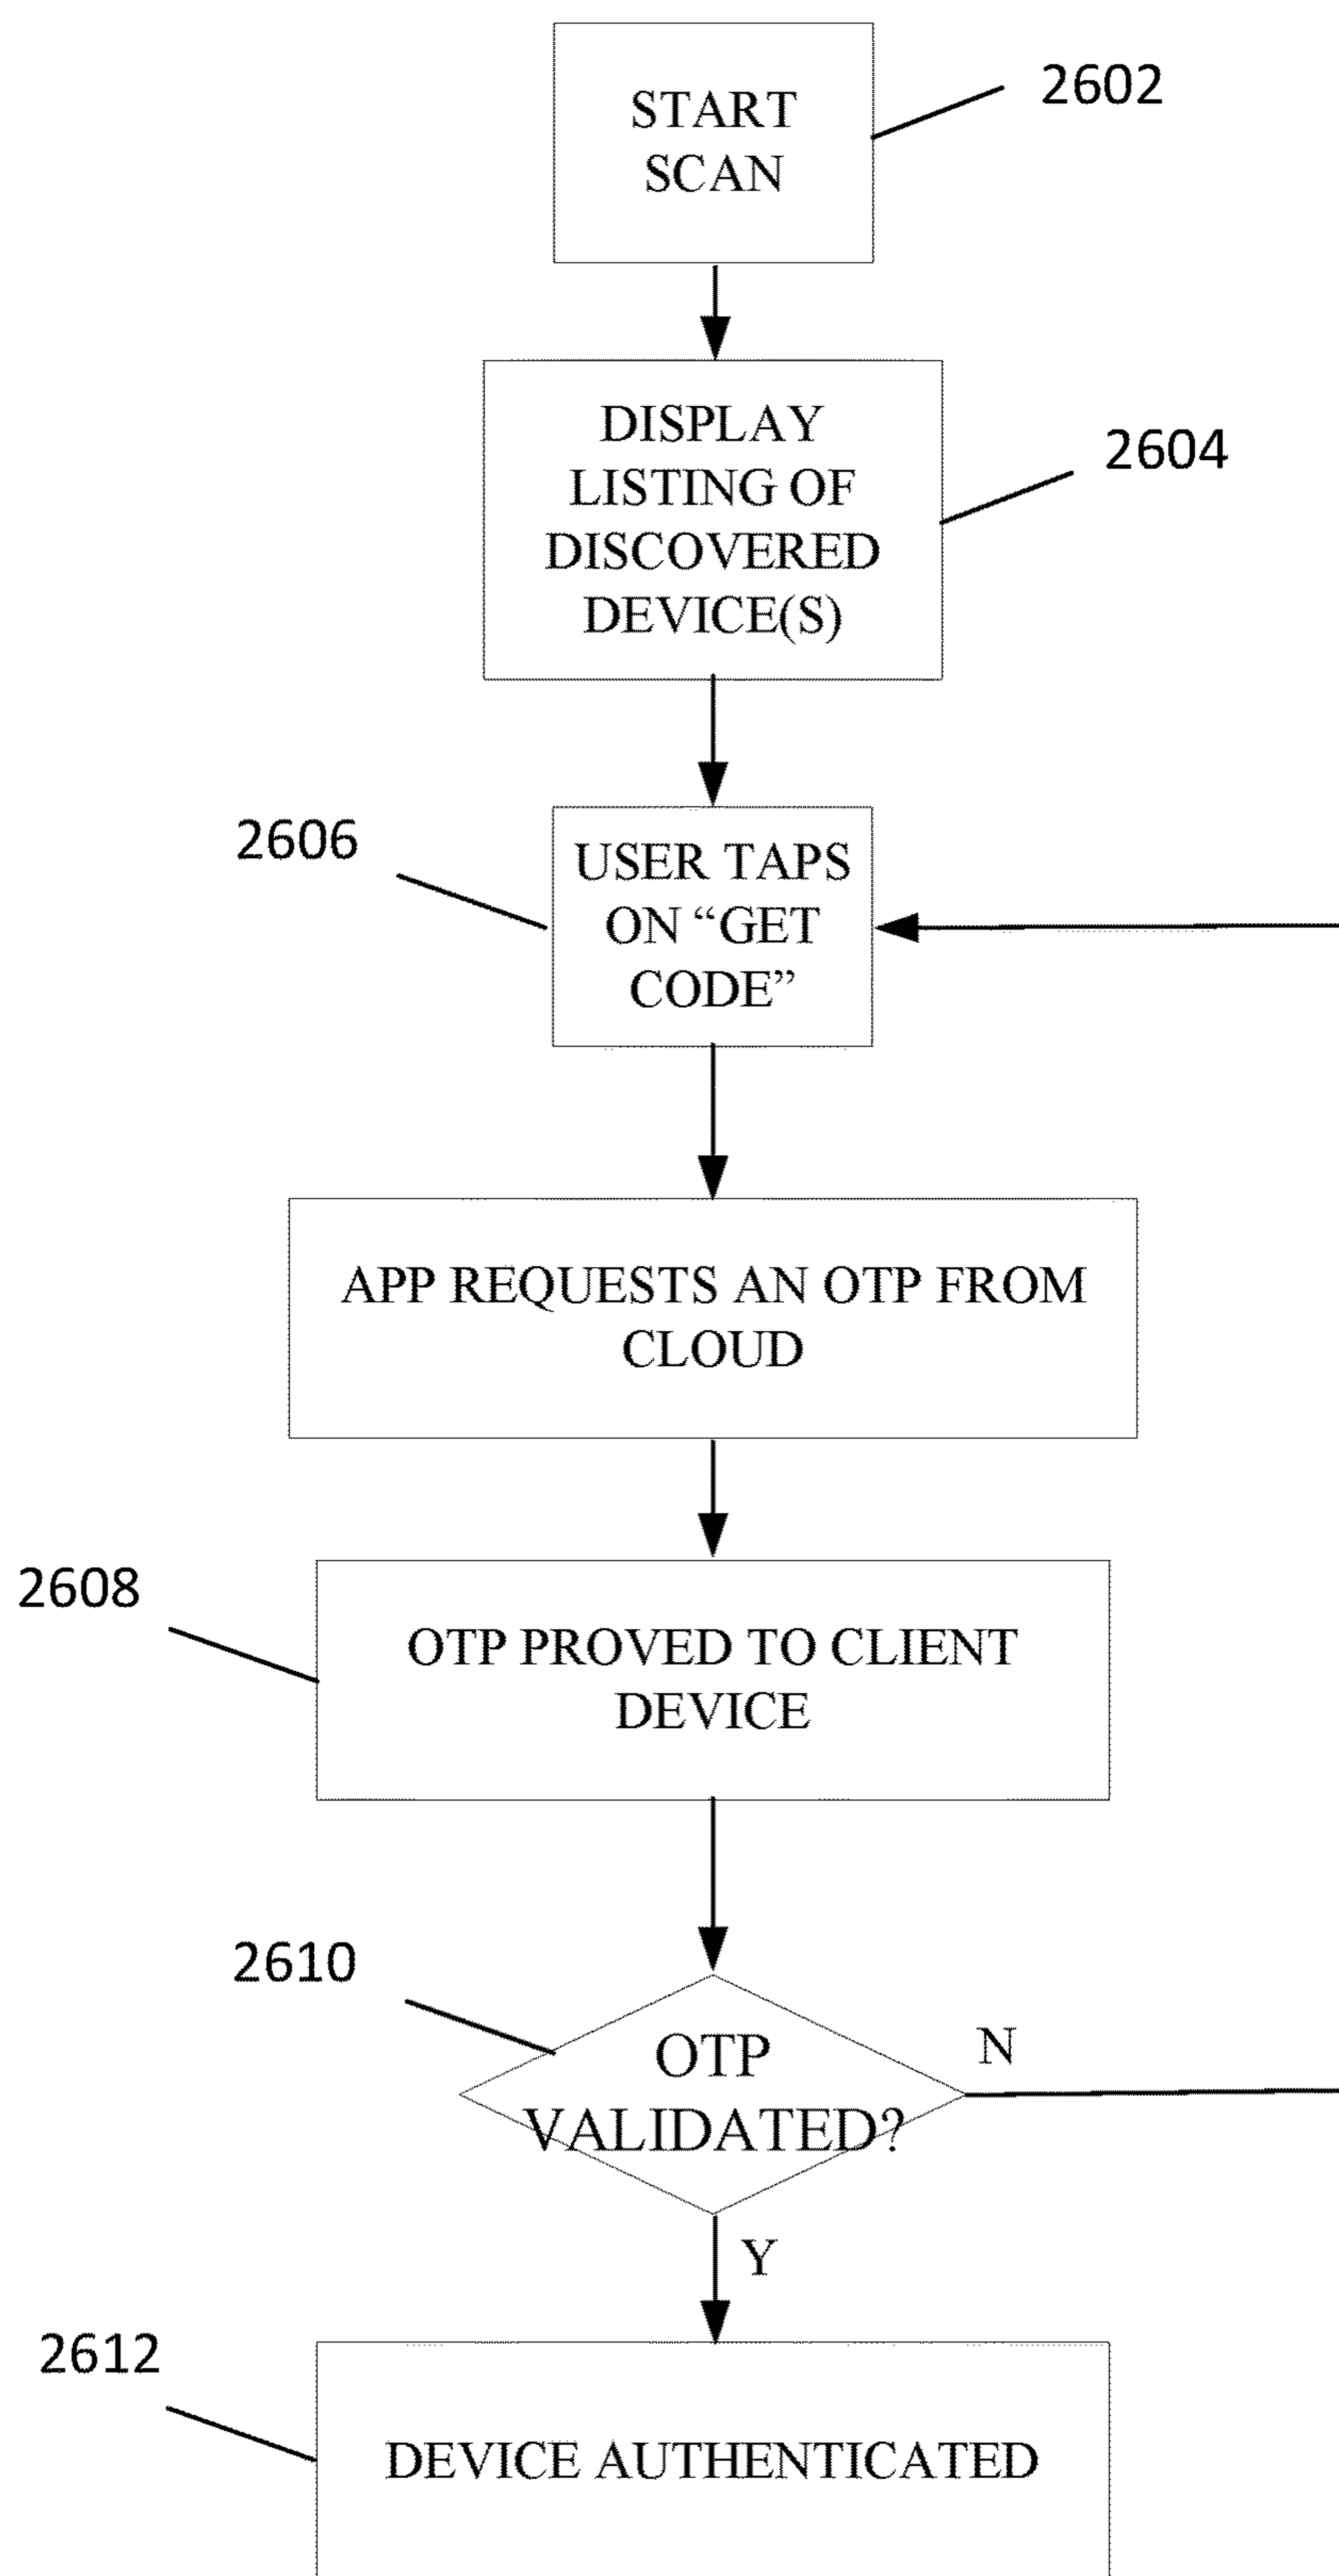 START
SCAN
2602
DISPLAY
LISTING OF
DISCOVERED
DEVICE(S)
2604
2606
USER TAPS
ON “GET
CODE”
APP REQUESTS AN OTP FROM
CLOUD
2608
OTP PROVED TO CLIENT
DEVICE
2610
OTP
VALIDATED?
N
Y
2612
DEVICE AUTHENTICATED